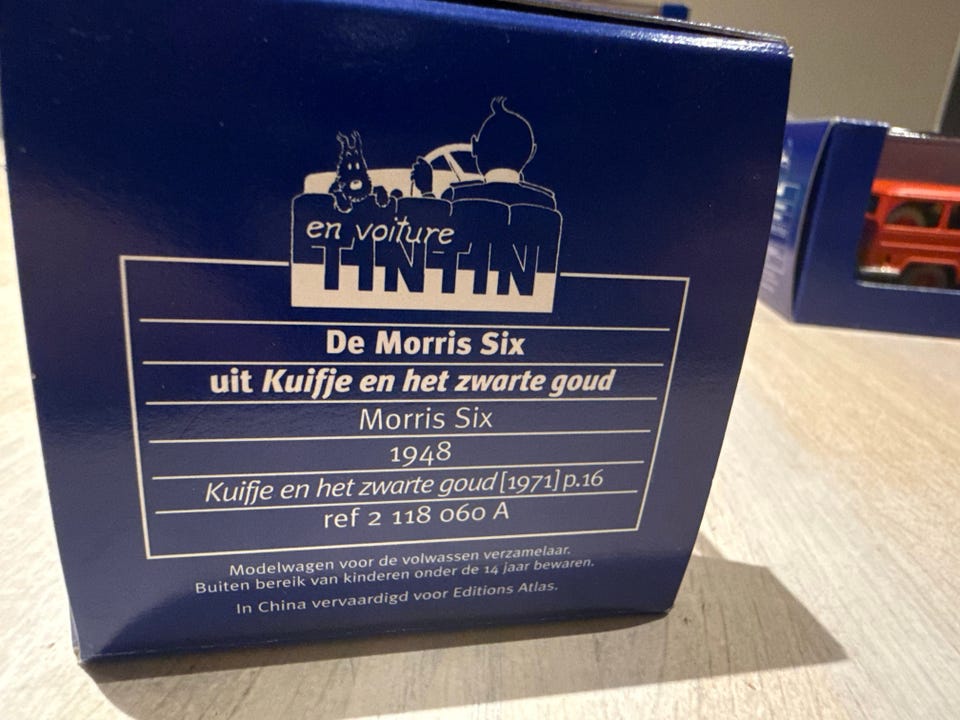 en voiture
TINTIN
De Morris Six
uit Kuifje en het zwarte goud
Morris Six
1948
Kuifje en het zwarte goud [1971] p.16
ref 2 118 060 A
Modelwagen voor de volwassen verzamelaar.
Buiten bereik van kinderen onder de 14 jaar bewaren.
In China vervaardigd voor Editions Atlas.